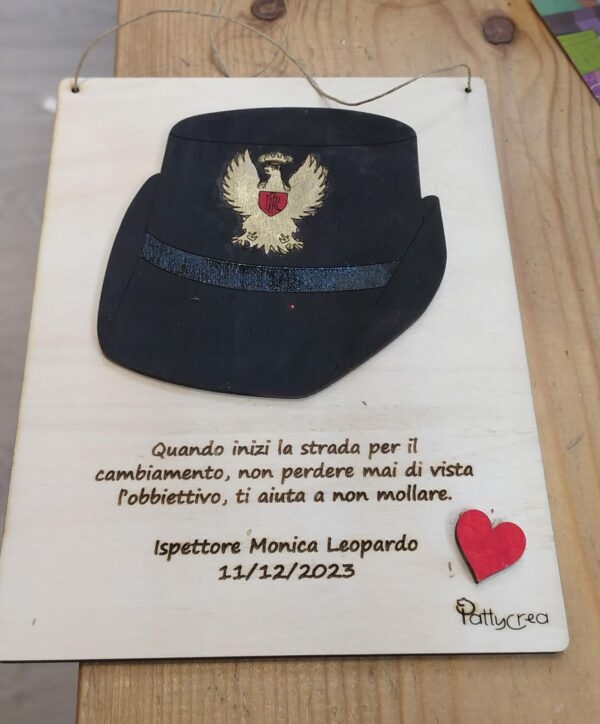 RI
Quando inizi la strada per il
cambiamento, non perdere mai di vista
l'obbiettivo, ti aiuta a non mollare.
Ispettore Monica Leopardo
11/12/2023
Pattycrea